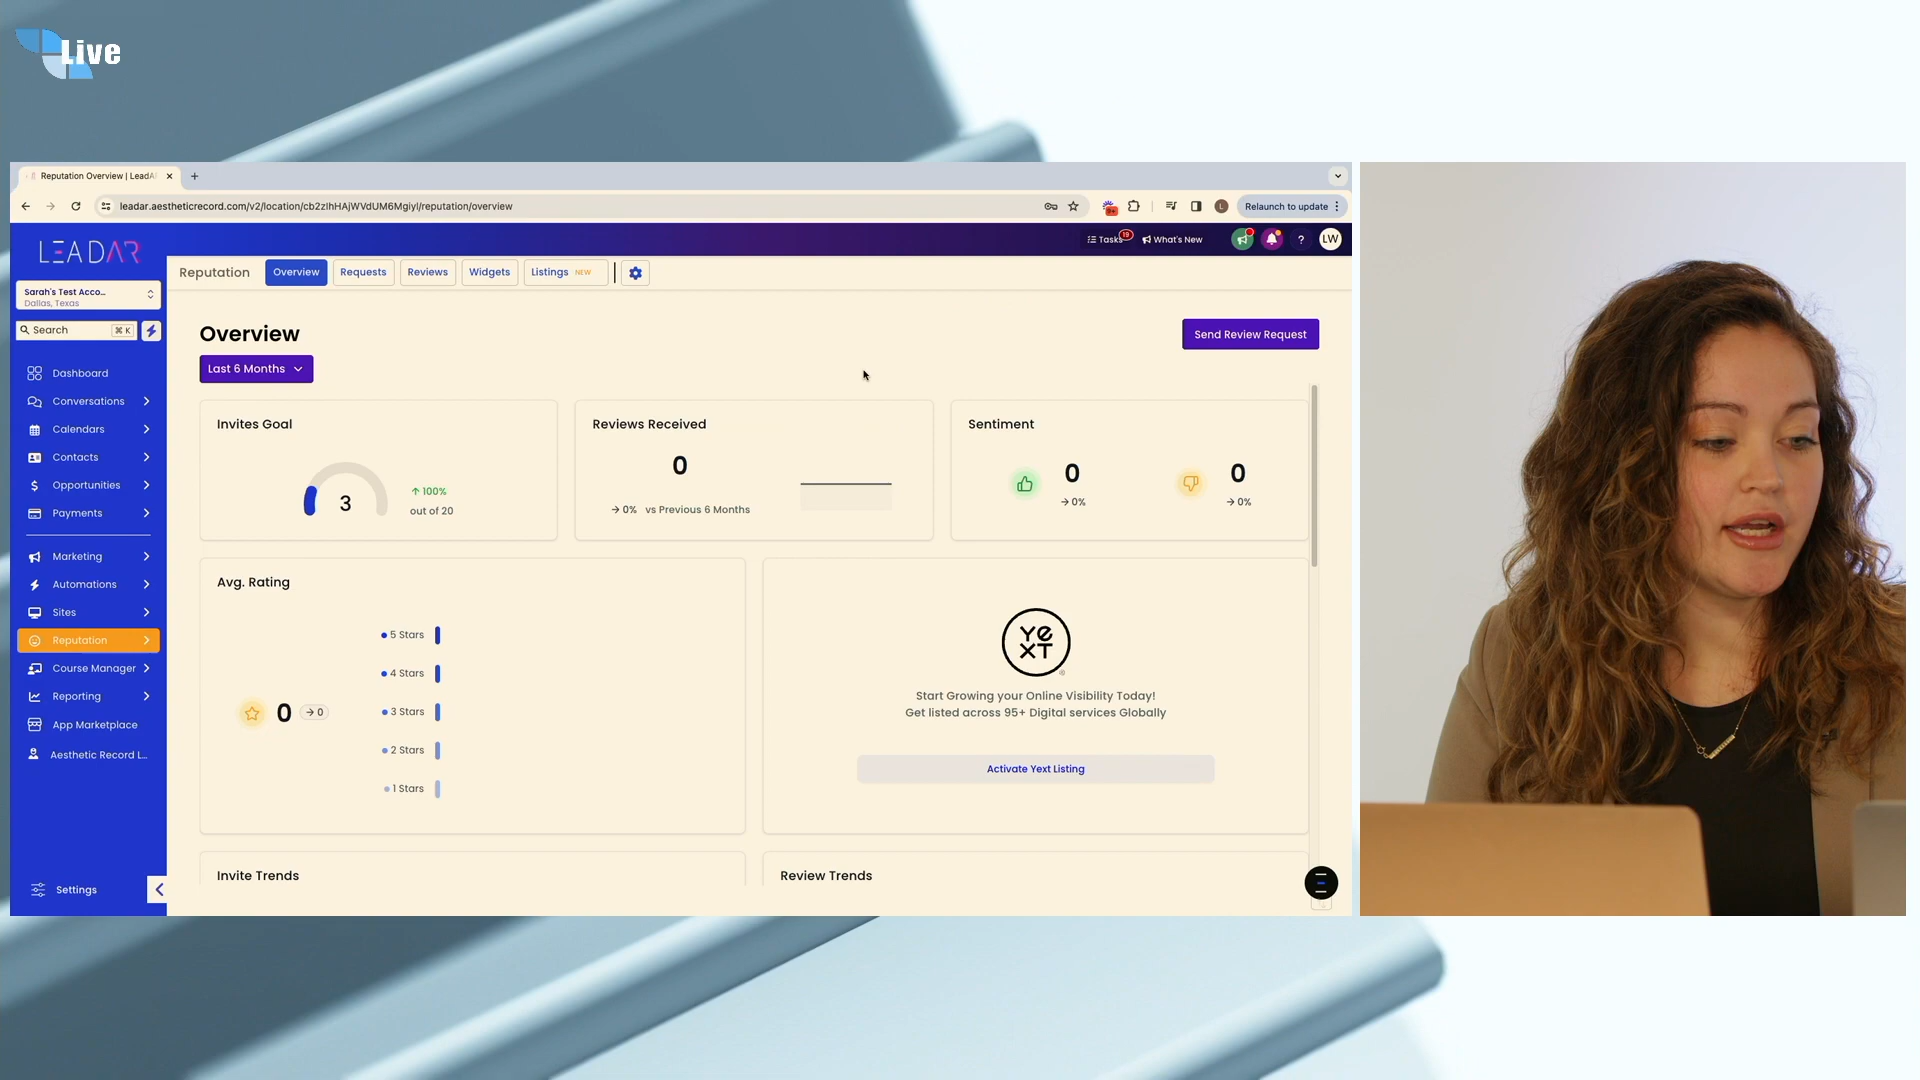 Live
Reputation Overview | LeadA
leadar.aestheticrecord.com/v2/location/cb2zlhHAjWVdUM6Mgiyl/reputation/overview
9+
L
Relaunch to update
LEADAR
Tasks
19
What's New
?
LW
Sarah's Test Acco...
Dallas, Texas
Search
⌘ K
Dashboard
Conversations
Calendars
Contacts
Opportunities
Payments
Marketing
Automations
Sites
Reputation
Course Manager
Reporting
App Marketplace
Aesthetic Record L...
Settings
Reputation
Overview
Requests
Reviews
Widgets
Listings NEW
Overview
Send Review Request
Last 6 Months
Invites Goal
3
↑ 100%
out of 20
Reviews Received
0
→ 0% vs Previous 6 Months
Sentiment
0
→ 0%
0
→ 0%
Avg. Rating
0
→ 0
5 Stars
4 Stars
3 Stars
2 Stars
1 Stars
Yext
Start Growing your Online Visibility Today!
Get listed across 95+ Digital services Globally
Activate Yext Listing
Invite Trends
Review Trends